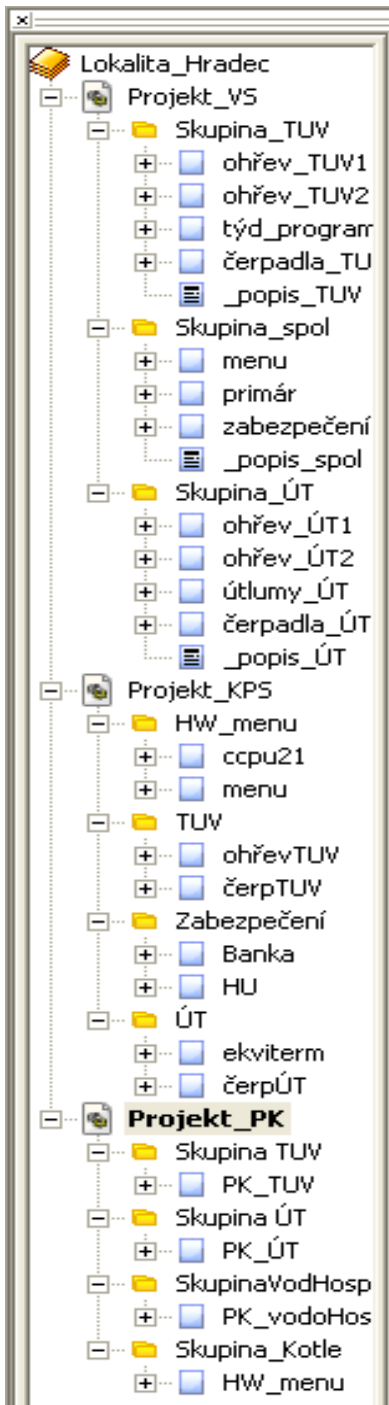 Lokalita_Hradec
Projekt_VS
Skupina_TUV
ohřev_TUV1
ohřev_TUV2
týd_program
čerpadla_TU
_popis_TUV
Skupina_spol
menu
primár
zabezpečení
_popis_spol
Skupina_ÚT
ohřev_ÚT1
ohřev_ÚT2
útlumy_ÚT
čerpadla_ÚT
_popis_ÚT
Projekt_KPS
HW_menu
ccpu21
menu
TUV
ohřevTUV
čerpTUV
Zabezpečení
Banka
HU
ÚT
ekviterm
čerpÚT
Projekt_PK
Skupina TUV
PK_TUV
Skupina ÚT
PK_ÚT
SkupinaVodHosp
PK_vodoHos
Skupina_Kotle
HW_menu